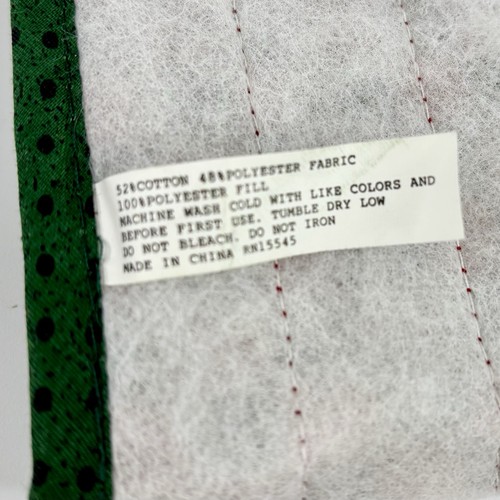 52%COTTON 48%POLYESTER FABRIC
100%POLYESTER FILL
MACHINE WASH COLD WITH LIKE COLORS AND
BEFORE FIRST USE. TUMBLE DRY LOW
DO NOT BLEACH. DO NOT IRON
MADE IN CHINA RN15545